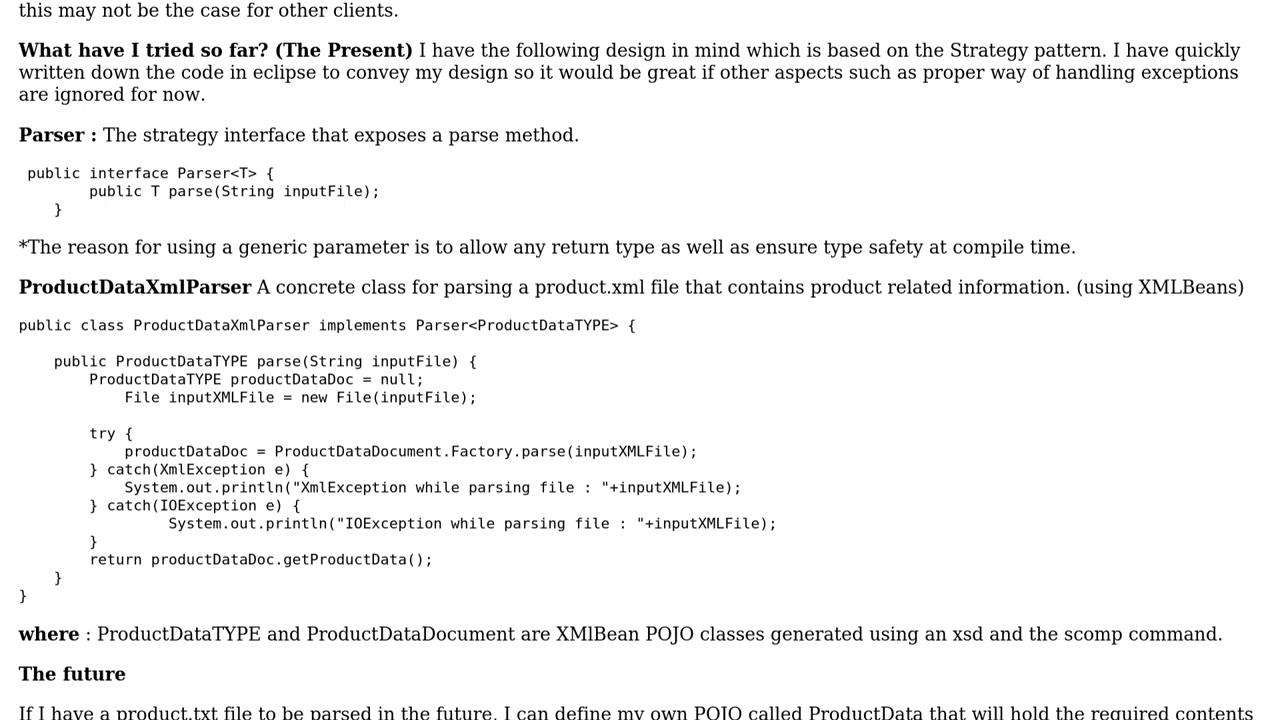 this may not be the case for other clients.
What have I tried so far? (The Present) I have the following design in mind which is based on the Strategy pattern. I have quickly
written down the code in eclipse to convey my design so it would be great if other aspects such as proper way of handling exceptions
are ignored for now.
Parser : The strategy interface that exposes a parse method.
public interface Parser<T> {
public T parse(String inputFile);
}
*The reason for using a generic parameter is to allow any return type as well as ensure type safety at compile time.
ProductDataXmlParser A concrete class for parsing a product.xml file that contains product related information. (using XMLBeans)
public class ProductDataXmlParser implements Parser<ProductDataTYPE> {
public ProductDataTYPE parse(String inputFile) {
ProductDataTYPE productDataDoc = null;
File inputXMLFile = new File(inputFile);
try {
productDataDoc = ProductDataDocument.Factory.parse(inputXMLFile);
} catch(XmlException e) {
System.out.println("XmlException while parsing file : "+inputXMLFile);
} catch(IOException e) {
System.out.println("IOException while parsing file : "+inputXMLFile);
}
return productDataDoc.getProductData();
}
}
where : ProductDataTYPE and ProductDataDocument are XMlBean POJO classes generated using an xsd and the scomp command.
The future
If I have a product.txt file to be parsed in the future, I can define my own POJO called ProductData that will hold the required contents